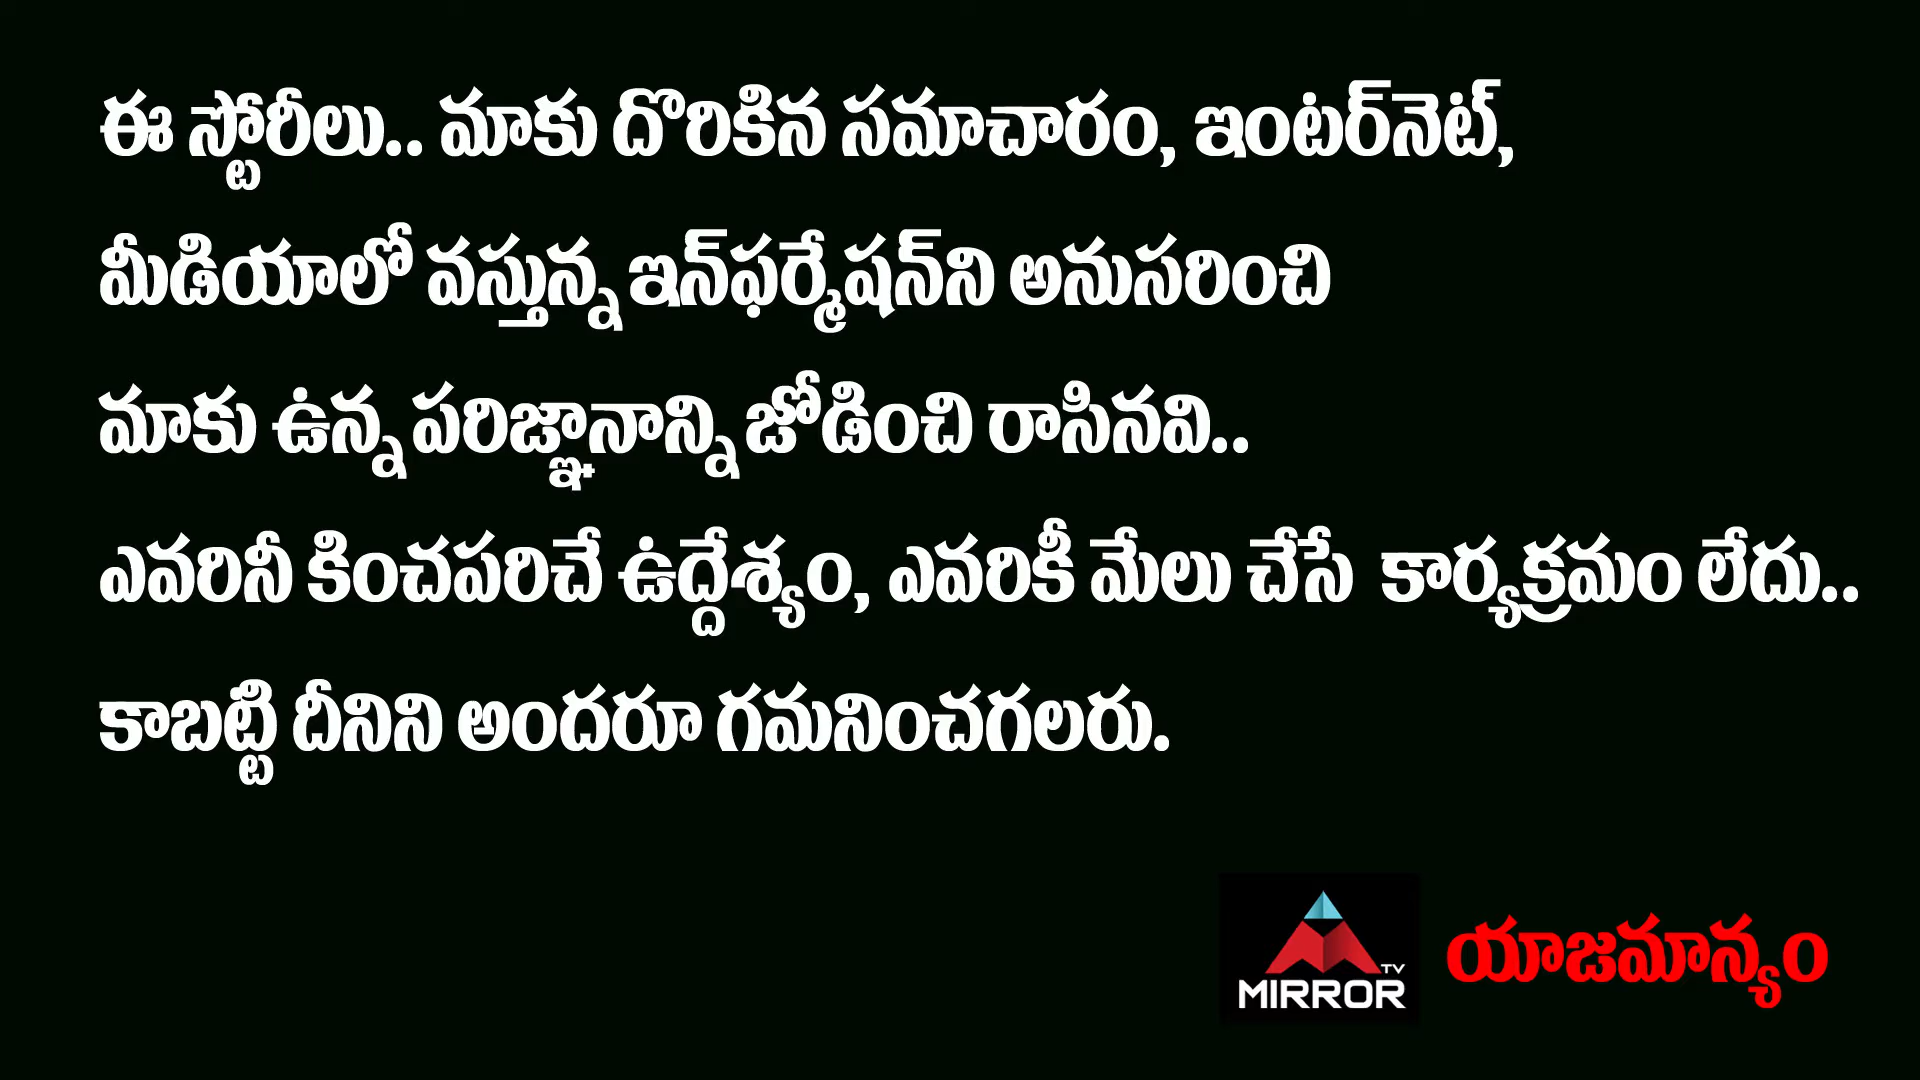 ఈ స్టోరీలు.. మాకు దొరికిన సమాచారం, ఇంటర్‌నెట్,
మీడియాలో వస్తున్న ఇన్‌ఫర్మేషన్‌ని అనుసరించి
మాకు ఉన్న పరిజ్ఞానాన్ని జోడించి రాసినవి..
ఎవరినీ కించపరిచే ఉద్దేశ్యం, ఎవరికీ మేలు చేసే కార్యక్రమం లేదు..
కాబట్టి దీనిని అందరూ గమనించగలరు.
TV
MIRROR
యాజమాన్యం